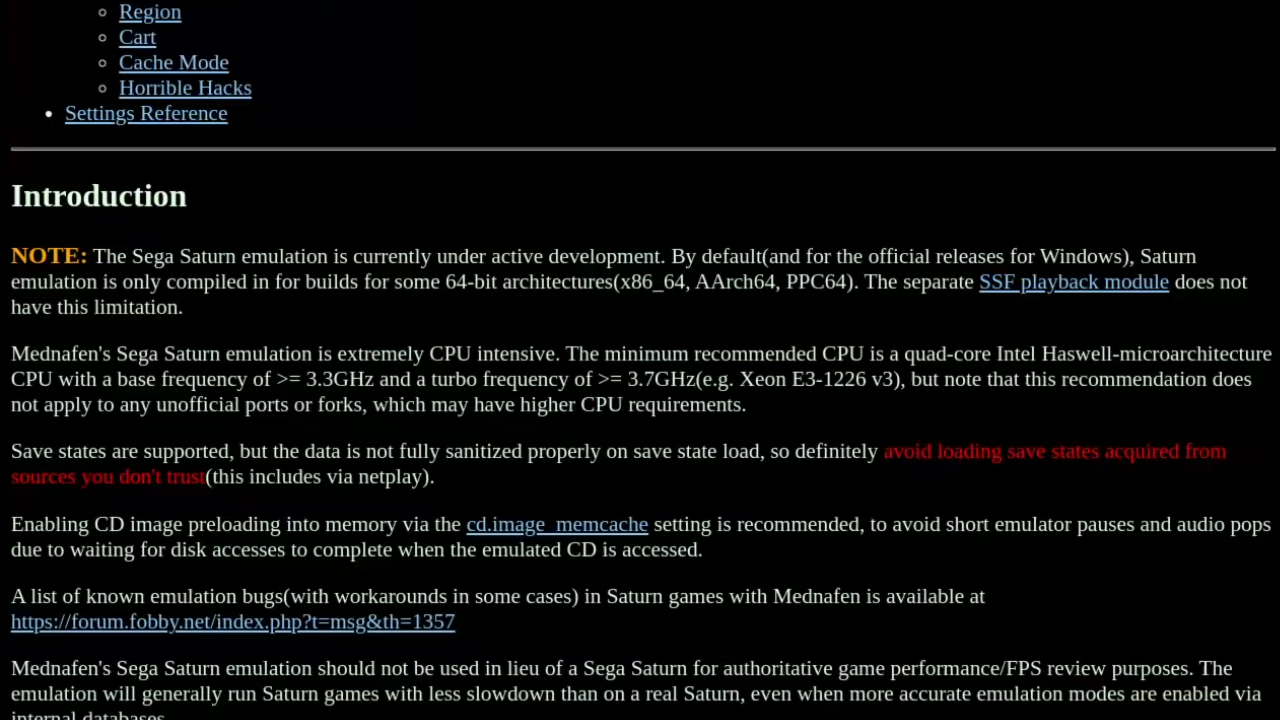 Region
Cart
Cache Mode
Horrible Hacks
Settings Reference
Introduction
NOTE: The Sega Saturn emulation is currently under active development. By default(and for the official releases for Windows), Saturn
emulation is only compiled in for builds for some 64-bit architectures(x86_64, AArch64, PPC64). The separate SSF playback module does not
have this limitation.
Mednafen's Sega Saturn emulation is extremely CPU intensive. The minimum recommended CPU is a quad-core Intel Haswell-microarchitecture
CPU with a base frequency of >= 3.3GHz and a turbo frequency of >= 3.7GHz(e.g. Xeon E3-1226 v3), but note that this recommendation does
not apply to any unofficial ports or forks, which may have higher CPU requirements.
Save states are supported, but the data is not fully sanitized properly on save state load, so definitely avoid loading save states acquired from
sources you don't trust(this includes via netplay).
Enabling CD image preloading into memory via the cd.image_memcache setting is recommended, to avoid short emulator pauses and audio pops
due to waiting for disk accesses to complete when the emulated CD is accessed.
A list of known emulation bugs(with workarounds in some cases) in Saturn games with Mednafen is available at
https://forum.fobby.net/index.php?t=msg&th=1357
Mednafen's Sega Saturn emulation should not be used in lieu of a Sega Saturn for authoritative game performance/FPS review purposes. The
emulation will generally run Saturn games with less slowdown than on a real Saturn, even when more accurate emulation modes are enabled via
internal databases.